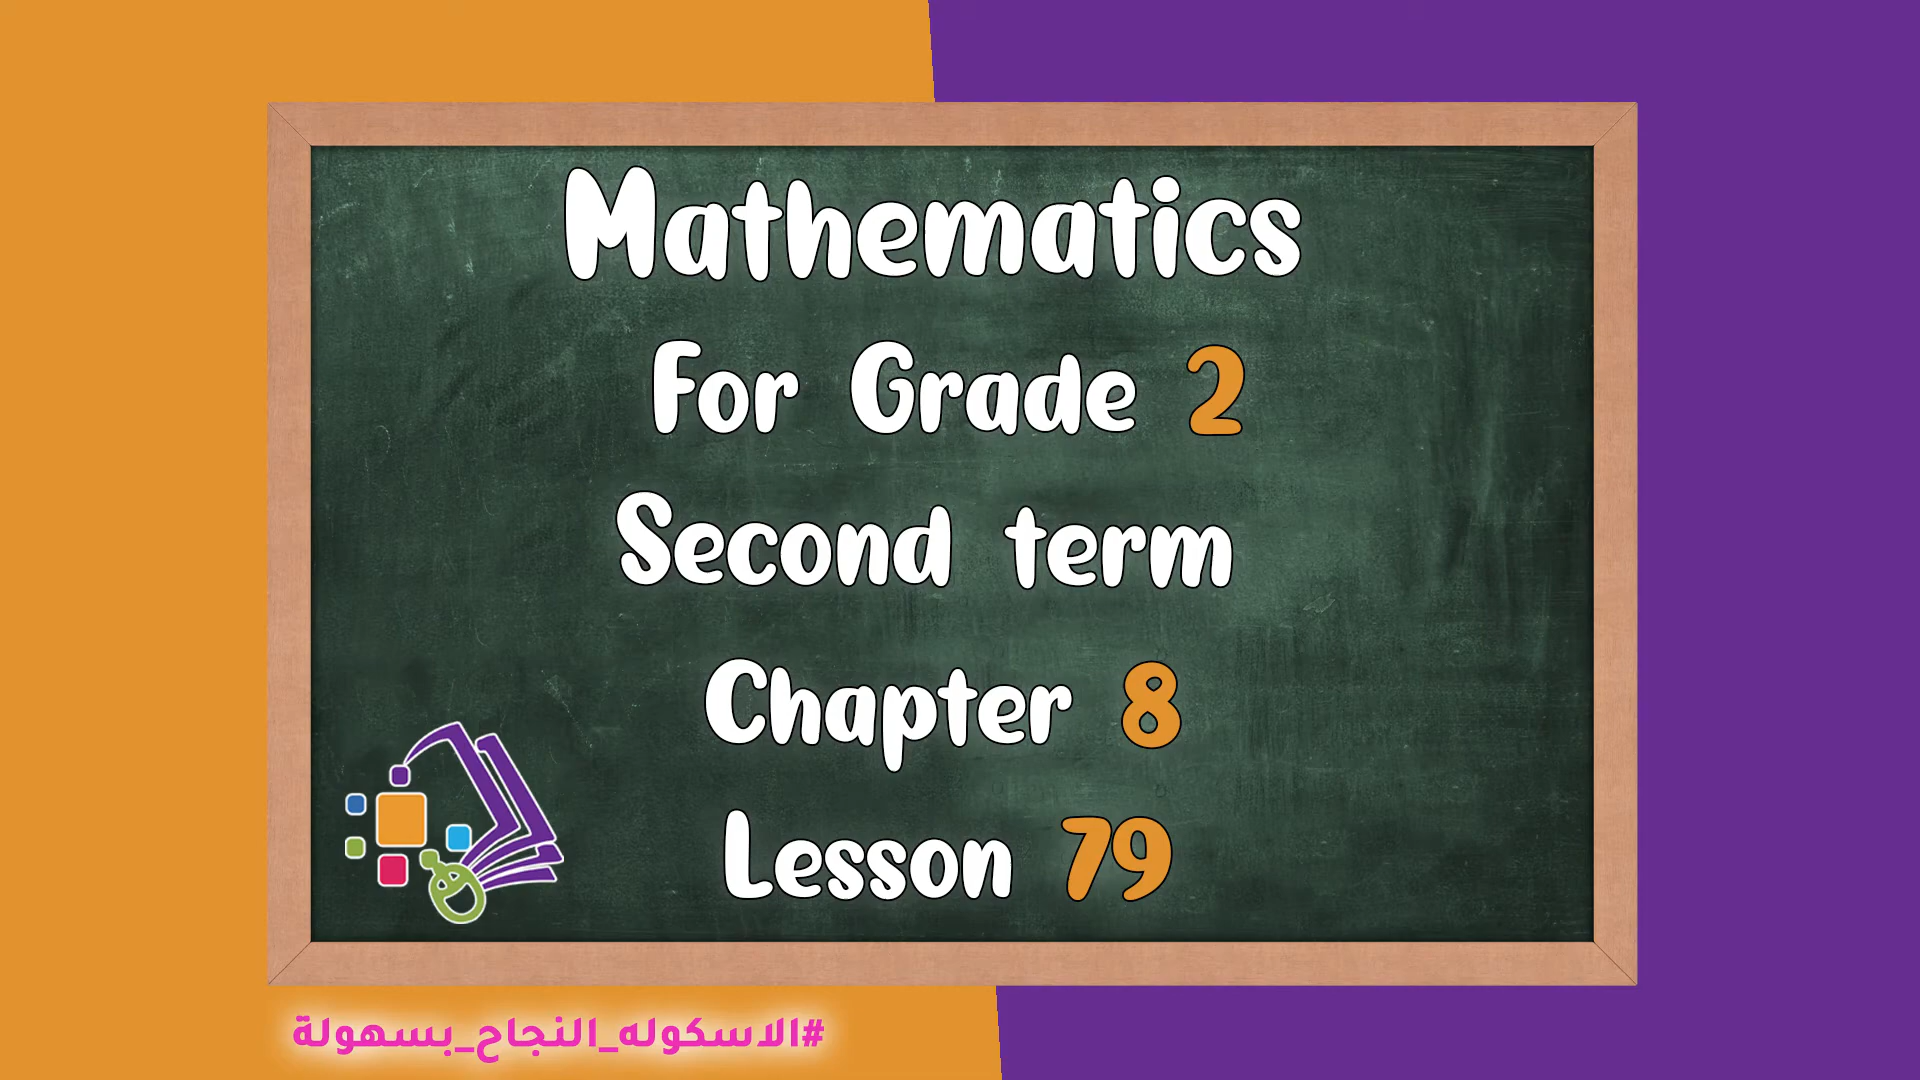 Mathematics
For Grade 2
Second term
Chapter 8
Lesson 79
#الاسكوله_النجاح_بسهولة